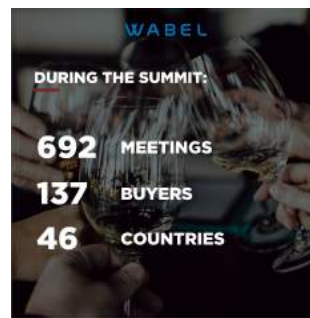 WABEL
DURING THE SUMMIT:
692 MEETINGS
137 BUYERS
46 COUNTRIES